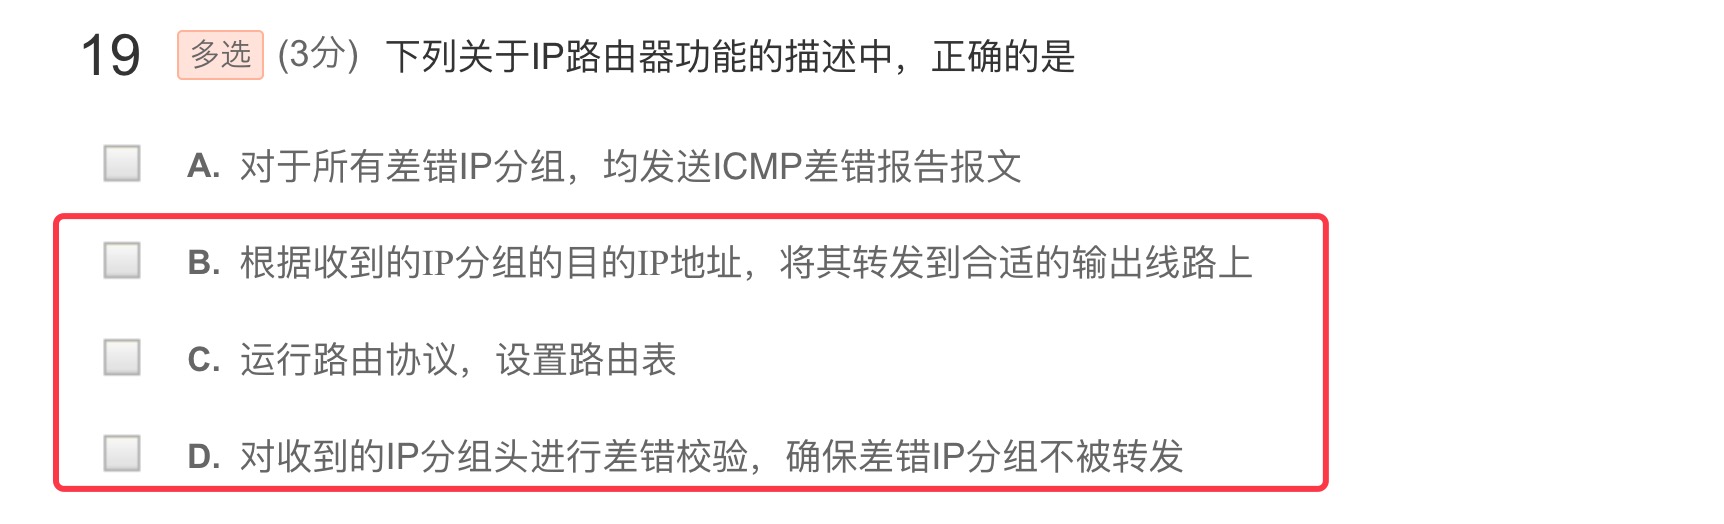 19 多选 (3分) 下列关于IP路由器功能的描述中，正确的是
A. 对于所有差错IP分组，均发送ICMP差错报告报文
B. 根据收到的IP分组的目的IP地址，将其转发到合适的输出线路上
C. 运行路由协议，设置路由表
D. 对收到的IP分组头进行差错校验，确保差错IP分组不被转发